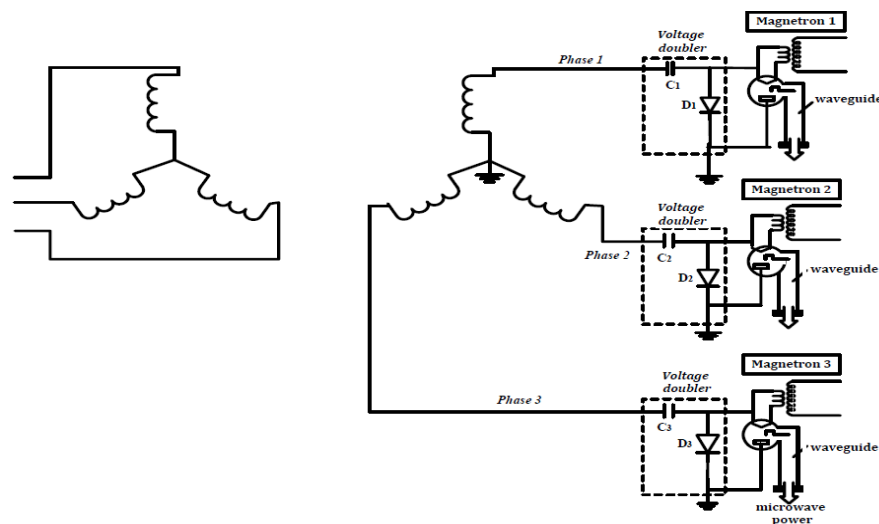 Magnetron 1
Voltage
doubler
Phase 1
C1
D1
waveguide
Magnetron 2
Voltage
doubler
Phase 2
C2
D2
waveguide
Magnetron 3
Voltage
doubler
Phase 3
C3
D3
waveguide
microwave
power